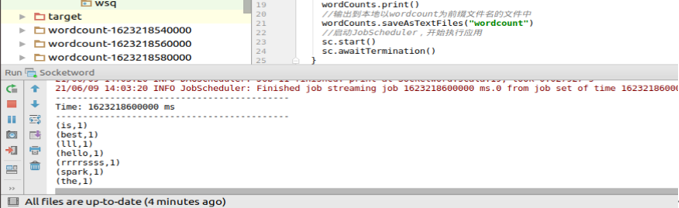 wsq
target
wordcount-1623218540000
wordcount-1623218560000
wordcount-1623218580000
19
20 wordCounts.print()
//输出到本地以wordcount为前缀文件名的文件中
21 wordCounts.saveAsTextFiles("wordcount")
22 //启动JobScheduler，开始执行应用
23 sc.start()
24 sc.awaitTermination()
25 }
Run Socketword
21/06/09 14:03:20 INFO JobScheduler: Finished job streaming job 1623218600000 ms.0 from job set of time 162321860000
-------------------------------------------
Time: 1623218600000 ms
-------------------------------------------
(is,1)
(best,1)
(lll,1)
(hello,1)
(rrrrssss,1)
(spark,1)
(the,1)
All files are up-to-date (4 minutes ago)